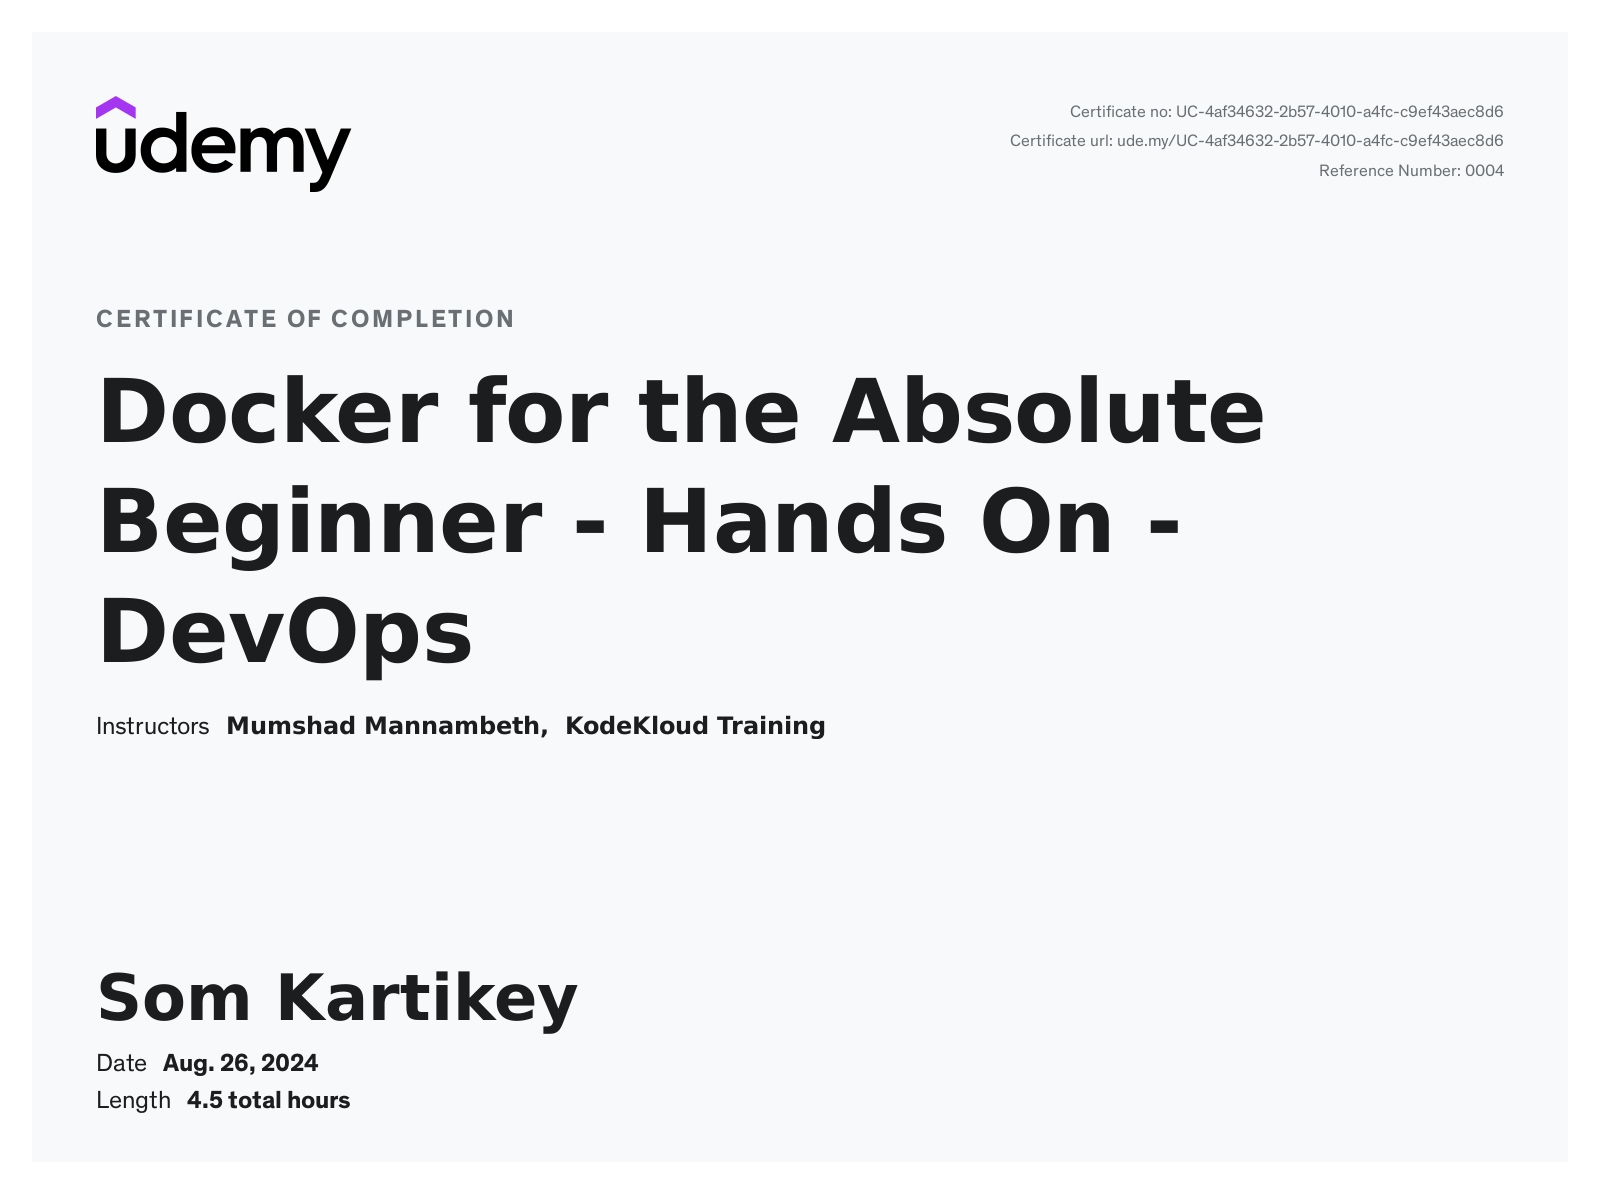 udemy
Certificate no: UC-4af34632-2b57-4010-a4fc-c9ef43aec8d6
Certificate url: ude.my/UC-4af34632-2b57-4010-a4fc-c9ef43aec8d6
Reference Number: 0004
CERTIFICATE OF COMPLETION
Docker for the Absolute
Beginner - Hands On -
DevOps
Instructors Mumshad Mannambeth, KodeKloud Training
Som Kartikey
Date Aug. 26, 2024
Length 4.5 total hours